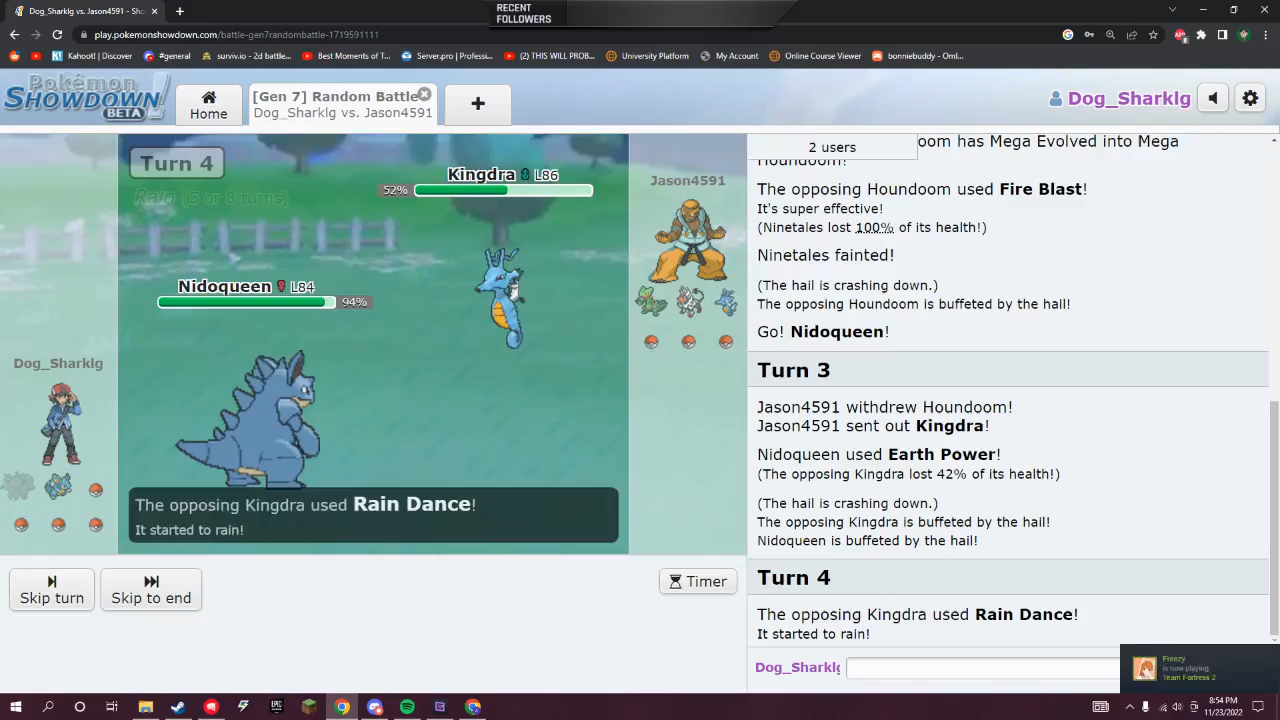 RECENT
FOLLOWERS
Dog_Sharklg vs. Jason4591 - Sho
play.pokemonshowdown.com/battle-gen7randombattle-1719591111
Kahoot! | Discover
#general
surviv.io - 2d battle...
Best Moments of T...
Server.pro | Professi...
(2) THIS WILL PROB...
University Platform
My Account
Online Course Viewer
bonniebuddy - Oml...
Pokémon
SHOWDOWN!
BETA
Home
[Gen 7] Random Battle
Dog_Sharklg vs. Jason4591
Dog_Sharklg
Turn 4
Rain (5 or 8 turns)
Kingdra L86
52%
Nidoqueen L84
94%
Jason4591
Dog_Sharklg
The opposing Kingdra used Rain Dance!
It started to rain!
Skip turn
Skip to end
Timer
2 users
oom has Mega Evolved into Mega
Houndoom!
The opposing Houndoom used Fire Blast!
It's super effective!
(Ninetales lost 100% of its health!)
Ninetales fainted!
(The hail is crashing down.)
The opposing Houndoom is buffeted by the hail!
Go! Nidoqueen!
Turn 3
Jason4591 withdrew Houndoom!
Jason4591 sent out Kingdra!
Nidoqueen used Earth Power!
(The opposing Kingdra lost 42% of its health!)
(The hail is crashing down.)
The opposing Kingdra is buffeted by the hail!
Nidoqueen is buffeted by the hail!
Turn 4
The opposing Kingdra used Rain Dance!
It started to rain!
Dog_Sharklg
Freezy
is now playing
Team Fortress 2
8:54 PM
11/23/2022